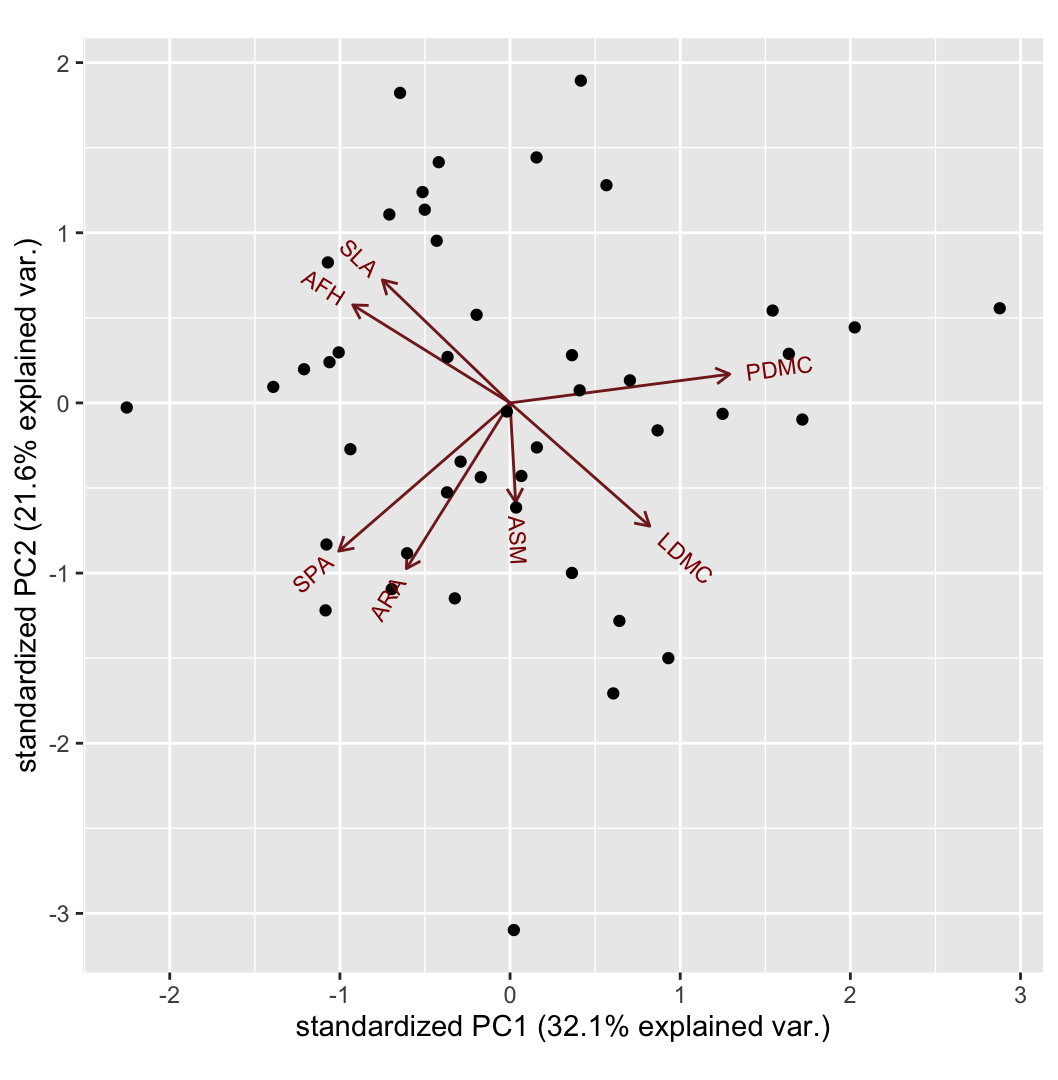 2
1
0
-1
-2
-3
standardized PC2 (21.6% explained var.)
SLA
AFH
PDMC
ASM
LDMC
SPA
ARA
-2
-1
0
1
2
3
standardized PC1 (32.1% explained var.)